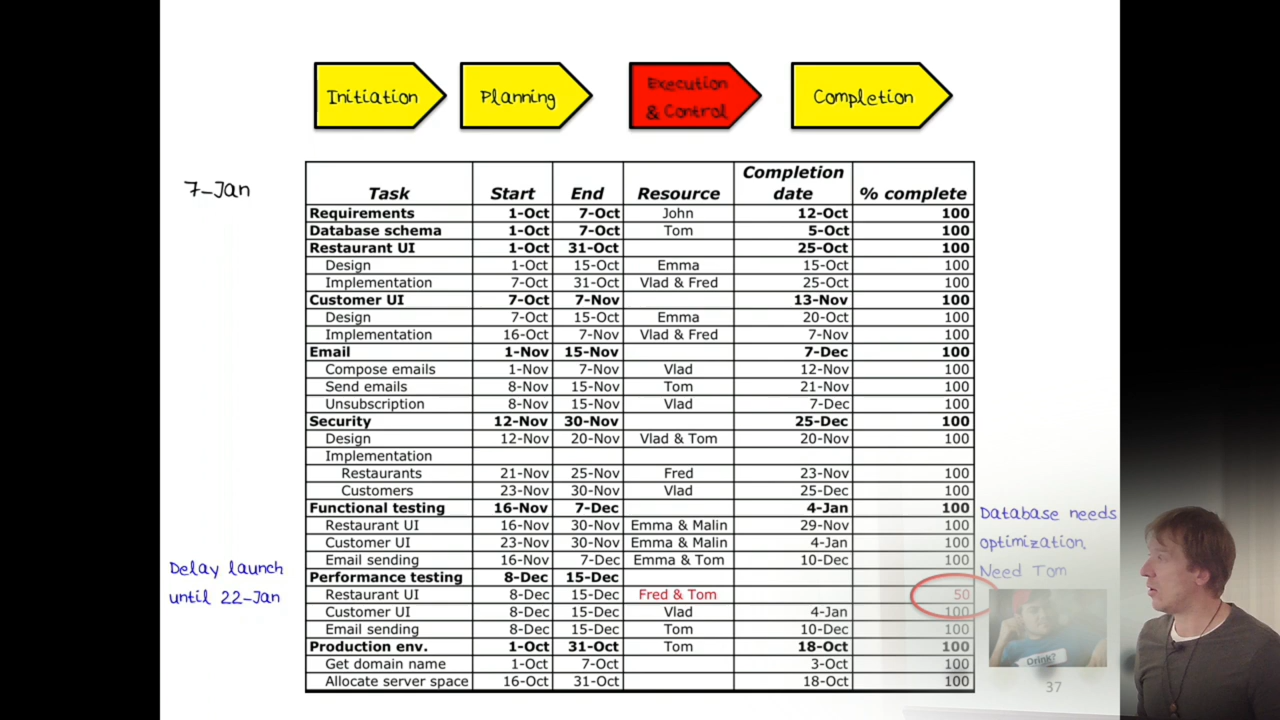 Initiation
Planning
Execution
& Control
Completion
7-Jan
Task Start End Resource Completion date % complete
Requirements 1-Oct 7-Oct John 12-Oct 100
Database schema 1-Oct 7-Oct Tom 5-Oct 100
Restaurant UI 1-Oct 31-Oct 25-Oct 100
Design 1-Oct 15-Oct Emma 15-Oct 100
Implementation 7-Oct 31-Oct Vlad & Fred 25-Oct 100
Customer UI 7-Oct 7-Nov 13-Nov 100
Design 7-Oct 15-Oct Emma 20-Oct 100
Implementation 16-Oct 7-Nov Vlad & Fred 7-Nov 100
Email 1-Nov 15-Nov 7-Dec 100
Compose emails 1-Nov 7-Nov Vlad 12-Nov 100
Send emails 8-Nov 15-Nov Tom 21-Nov 100
Unsubscription 8-Nov 15-Nov Vlad 7-Dec 100
Security 12-Nov 30-Nov 25-Dec 100
Design 12-Nov 20-Nov Vlad & Tom 20-Nov 100
Implementation
Restaurants 21-Nov 25-Nov Fred 23-Nov 100
Customers 23-Nov 30-Nov Vlad 25-Dec 100
Functional testing 16-Nov 7-Dec 4-Jan 100
Restaurant UI 16-Nov 30-Nov Emma & Malin 29-Nov 100
Customer UI 23-Nov 30-Nov Emma & Malin 4-Jan 100
Email sending 16-Nov 7-Dec Emma & Tom 10-Dec 100
Performance testing 8-Dec 15-Dec
Restaurant UI 8-Dec 15-Dec Fred & Tom 50
Customer UI 8-Dec 15-Dec Vlad 4-Jan 100
Email sending 8-Dec 15-Dec Tom 10-Dec 100
Production env. 1-Oct 31-Oct Tom 18-Oct 100
Get domain name 1-Oct 7-Oct 3-Oct 100
Allocate server space 16-Oct 31-Oct 18-Oct 100
Delay launch
until 22-Jan
Database needs
optimization.
Need Tom
Drink?
37